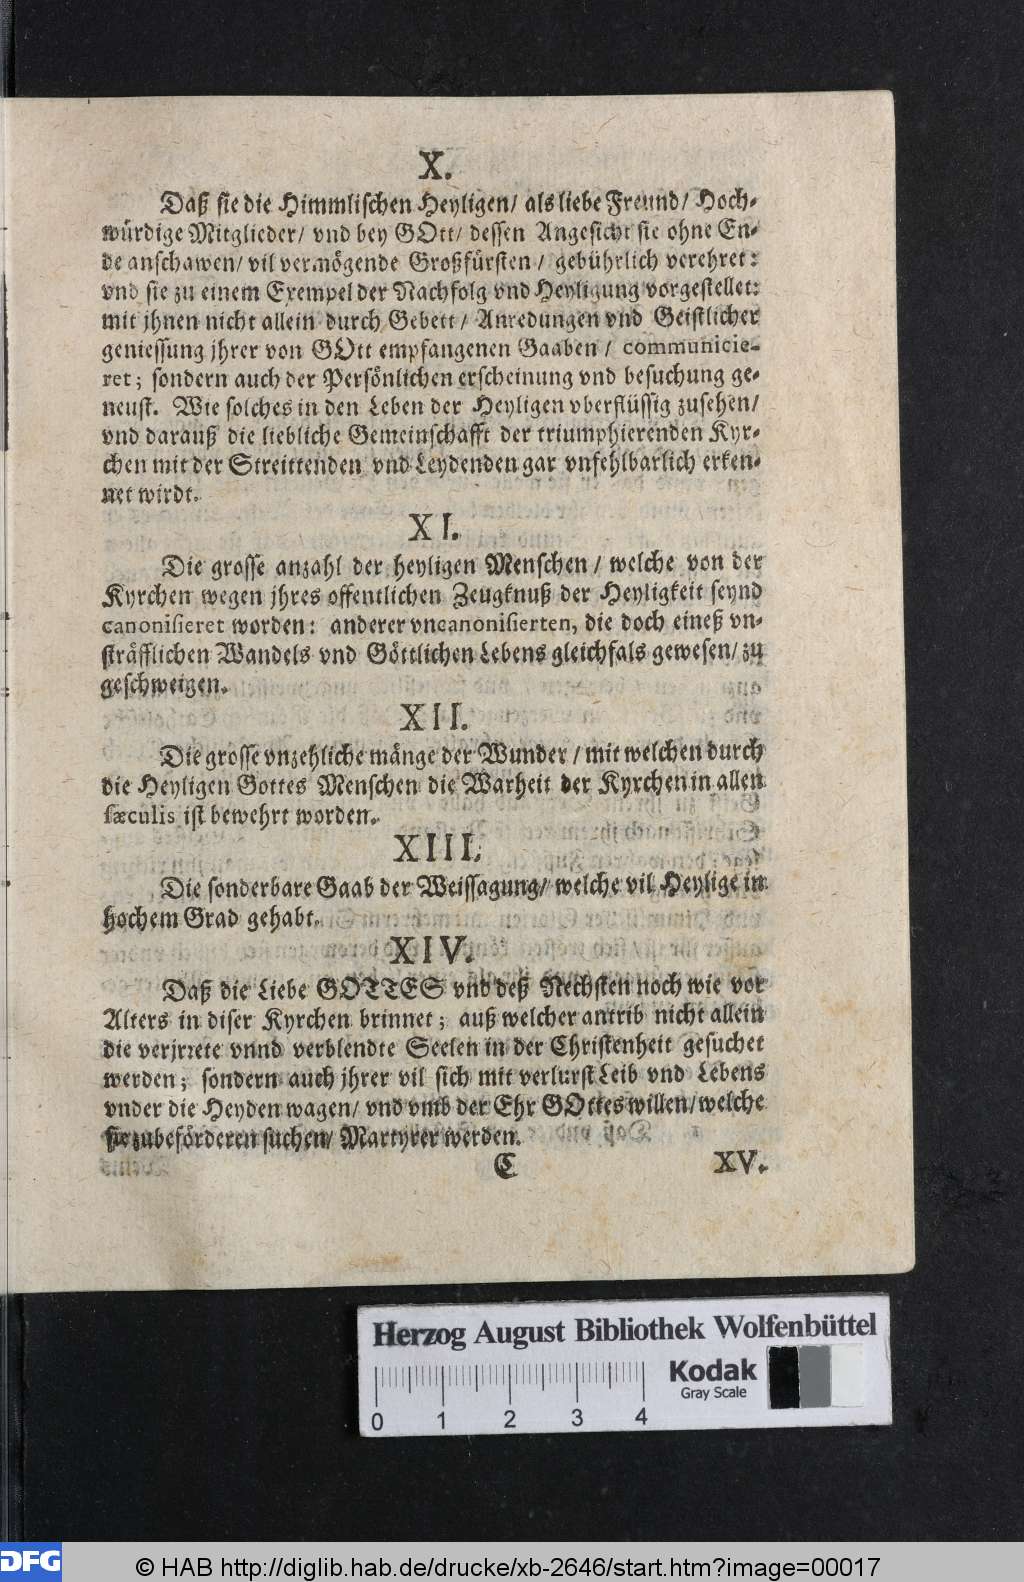 X.
Daß sie die Himmlischen Heyligen/ als liebe Freund/ Hoch-
würdige Mitglieder/ vnd bey GOtt/ dessen Angesicht sie ohne En-
de anschawen/ vil vermögende Großfürsten/ gebührlich verehret:
vnd sie zu einem Exempel der Nachfolg vnd Heyligung vorgestellet:
mit jhnen nicht allein durch Gebett/ Anredungen vnd Geistlicher
geniessung jhrer von GOtt empfangenen Gaaben/ communicie-
ret; sondern auch der Persönlichen erscheinung vnd besuchung ge-
neust. Wie solches in den Leben der Heyligen vberflüssig zusehen/
vnd darauß die liebliche Gemeinschafft der triumphierenden Kyr-
chen mit der Streittenden vnd Leydenden gar vnfehlbarlich erken-
net wirdt.
XI.
Die grosse anzahl der heyligen Menschen/ welche von der
Kyrchen wegen jhres offentlichen Zeugknuß der Heyligkeit seynd
canonisieret worden: anderer vncanonisierten, die doch eineß vn-
sträfflichen Wandels vnd Göttlichen Lebens gleichfals gewesen/ zu
geschweigen.
XII.
Die grosse vnzehliche mänge der Wunder/ mit welchen durch
die Heyligen Gottes Menschen die Warheit der Kyrchen in allen
sæculis ist bewehrt worden.
XIII.
Die sonderbare Gaab der Weissagung/ welche vil Heylige in
hochem Grad gehabt.
XIV.
Daß die Liebe GOTTES vnd deß Nechsten noch wie vor
Alters in diser Kyrchen brinnet; auß welcher antrib nicht allein
die verjrrete vnnd verblendte Seelen in der Christenheit gesuchet
werden; sondern auch jhrer vil sich mit verlurst Leib vnd Lebens
vnder die Heyden wagen/ vnd vmb der Ehr GOttes willen/ welche
sie zubeförderen suchen/ Martyrer werden.
C XV.
Herzog August Bibliothek Wolfenbüttel
Kodak
Gray Scale
0 1 2 3 4
DFG
© HAB http://diglib.hab.de/drucke/xb-2646/start.htm?image=00017